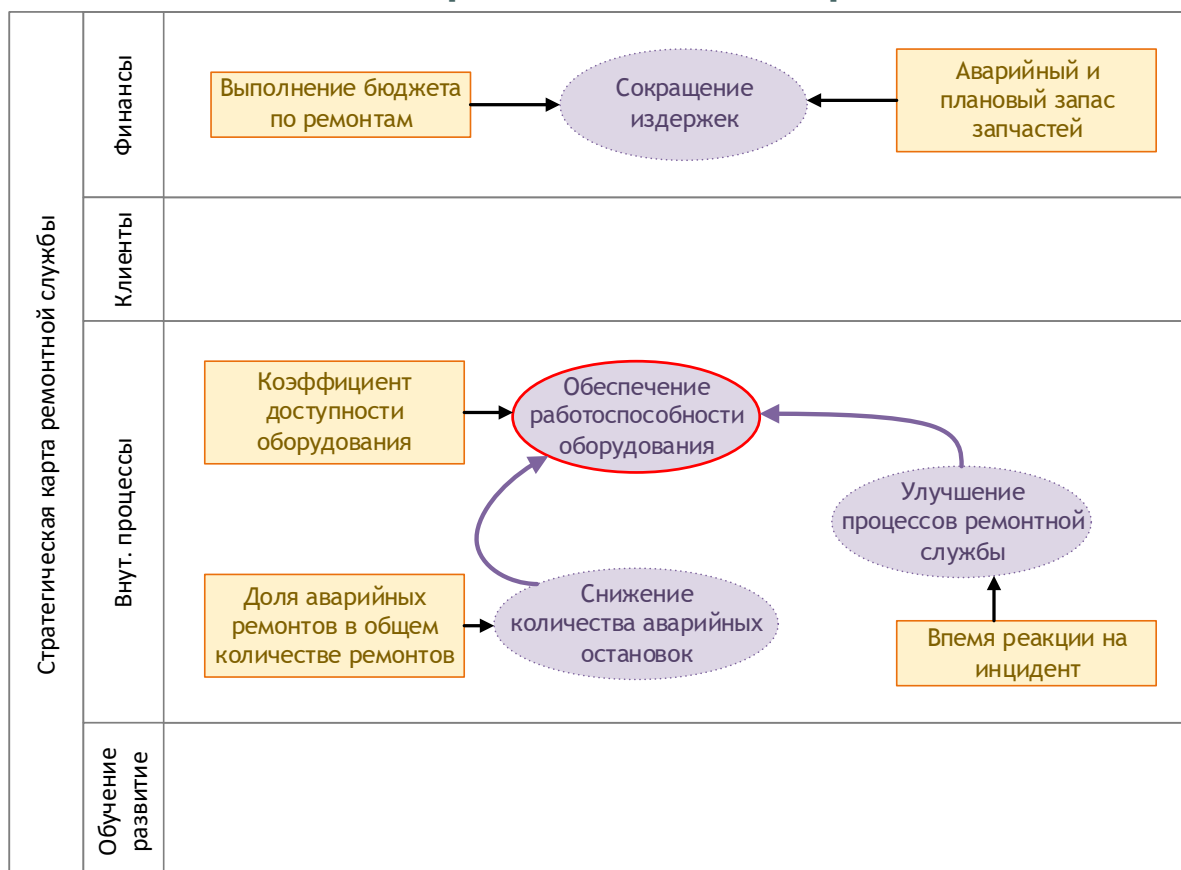 Стратегическая карта ремонтной службы
Финансы
Выполнение бюджета
по ремонтам
Сокращение
издержек
Аварийный и
плановый запас
запчастей
Клиенты
Внут. процессы
Коэффициент
доступности
оборудования
Обеспечение
работоспособности
оборудования
Улучшение
процессов ремонтной
службы
Доля аварийных
ремонтов в общем
количестве ремонтов
Снижение
количества аварийных
остановок
Впемя реакции на
инцидент
Обучение
развитие